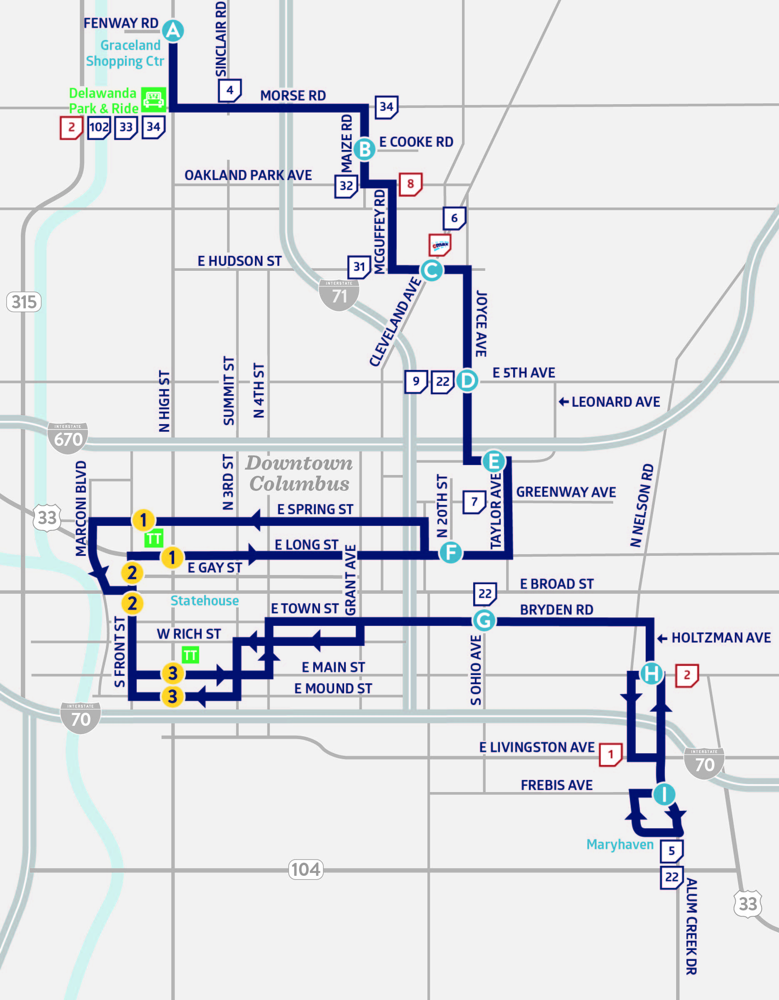 FENWAY RD
A
SINCLAIR RD
Graceland
Shopping Ctr
Delawanda
Park & Ride
4
MORSE RD
34
2
102
33
34
MAIZE RD
B
E COOKE RD
OAKLAND PARK AVE
32
8
MCGUFFEY RD
6
cmax
E HUDSON ST
31
C
INTERSTATE
71
315
CLEVELAND AVE
JOYCE AVE
N HIGH ST
SUMMIT ST
N 4TH ST
9
22
D
E 5TH AVE
LEONARD AVE
INTERSTATE
670
MARCONI BLVD
N 3RD ST
Downtown
Columbus
E
N 20TH ST
7
TAYLOR AVE
GREENWAY AVE
N NELSON RD
33
1
E SPRING ST
TT
1
E LONG ST
F
2
E GAY ST
GRANT AVE
22
E BROAD ST
2
Statehouse
E TOWN ST
BRYDEN RD
G
S FRONT ST
W RICH ST
S OHIO AVE
HOLTZMAN AVE
TT
3
E MAIN ST
H
2
3
E MOUND ST
INTERSTATE
70
E LIVINGSTON AVE
1
INTERSTATE
70
FREBIS AVE
I
Maryhaven
5
104
22
ALUM CREEK DR
33